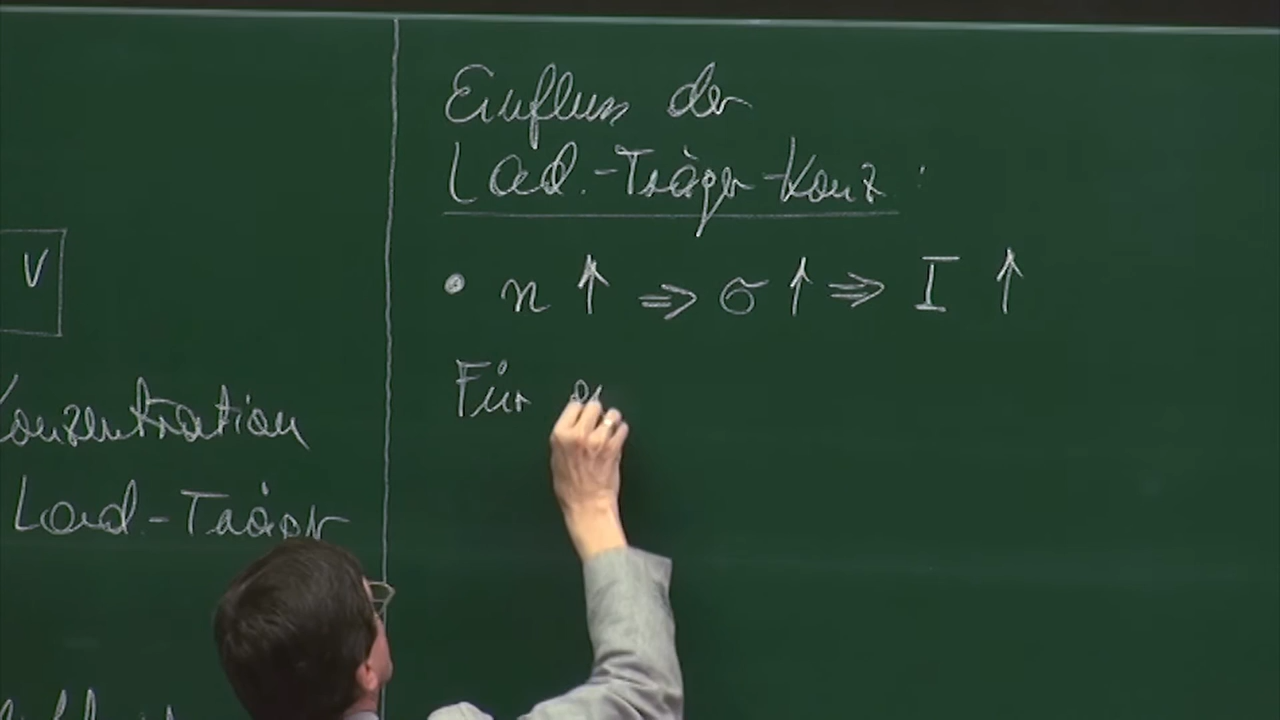 V
Konzentration
Lad.-Träger
Einfluss der
Lad.-Träger-Konz:
• n ↑ ⇒ σ ↑ ⇒ I ↑
Für